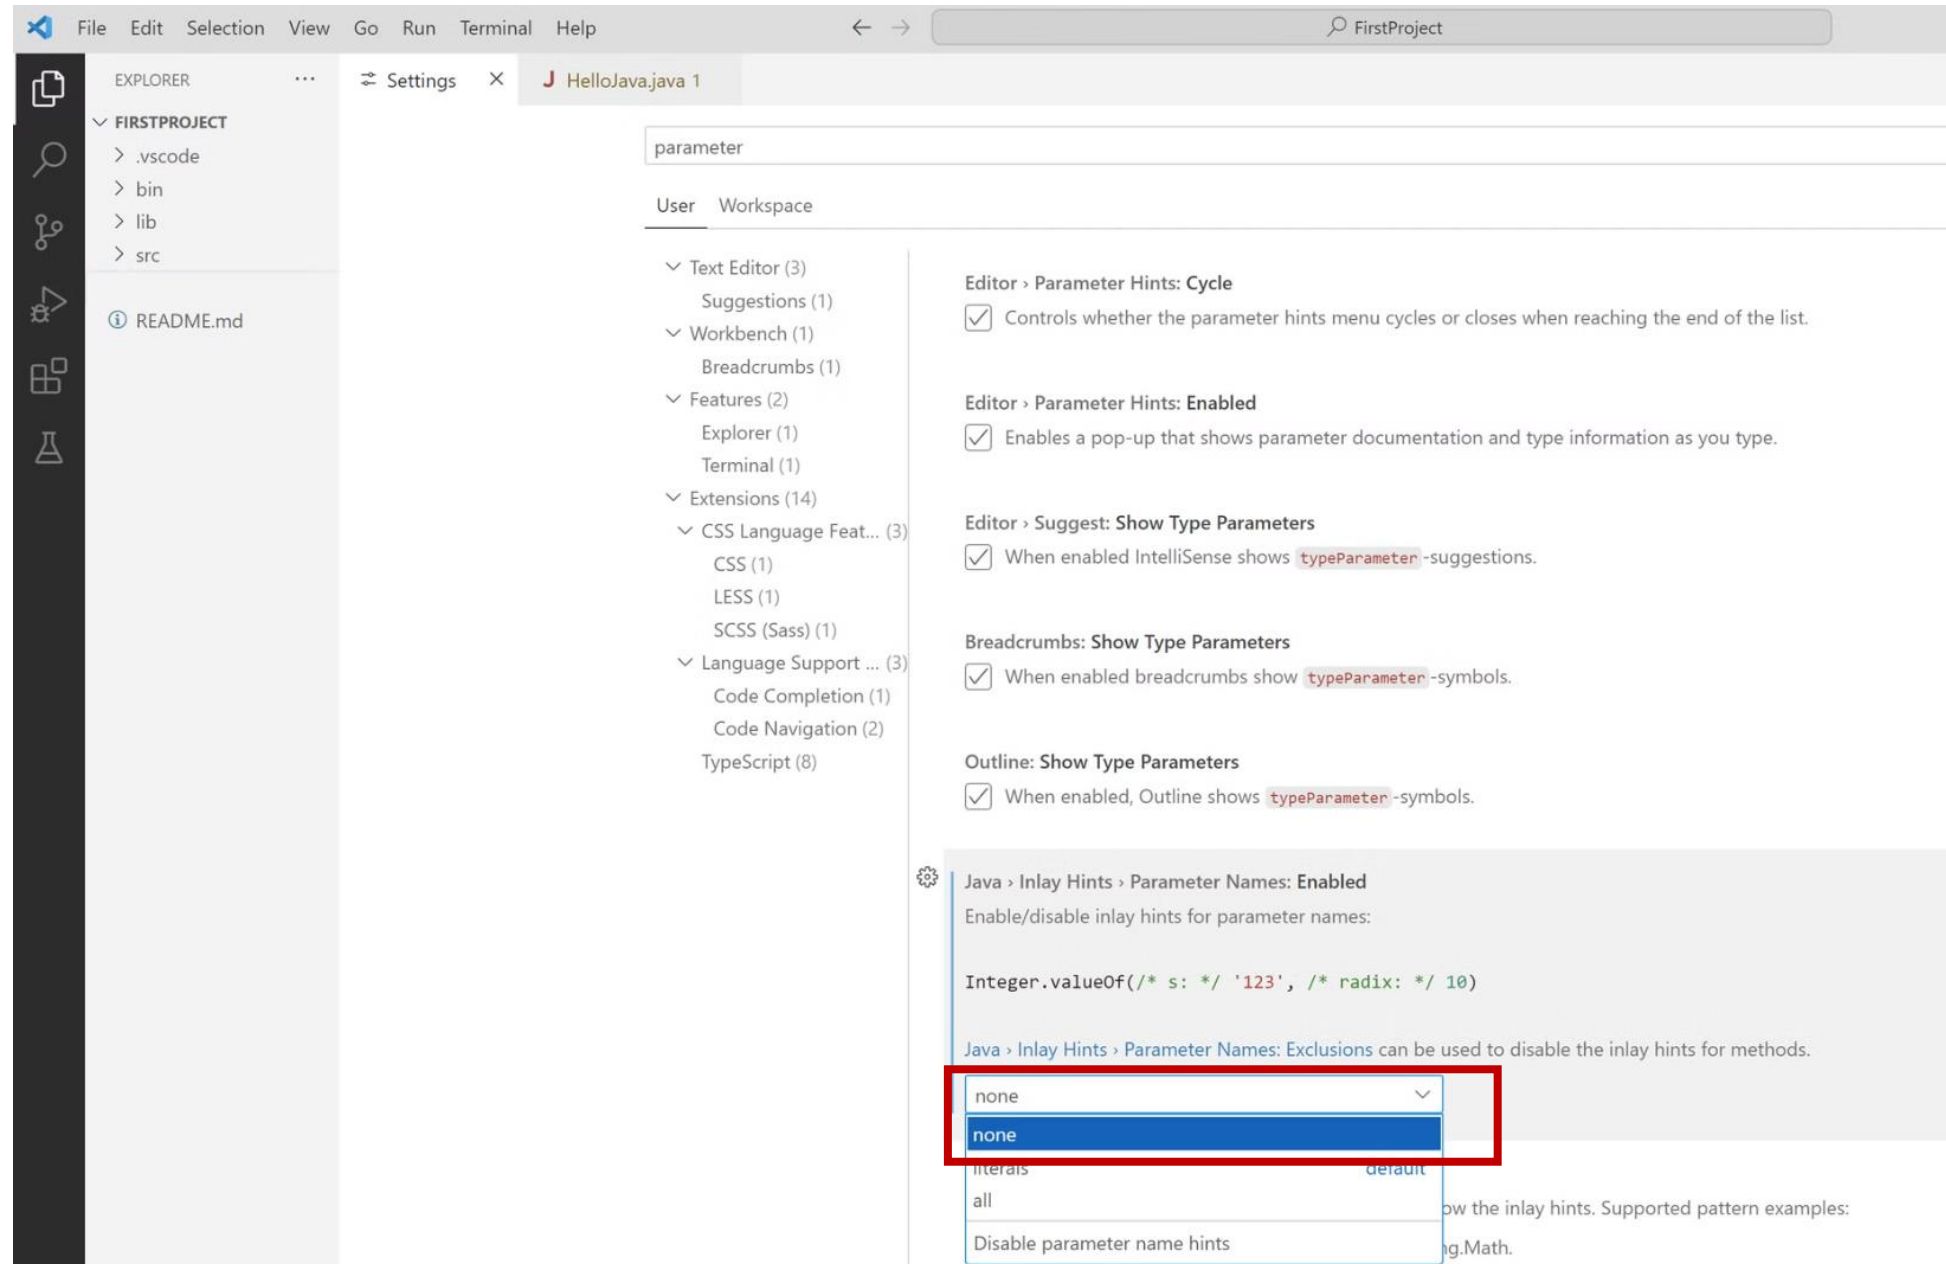 File Edit Selection View Go Run Terminal Help
FirstProject
EXPLORER ···
Settings
J HelloJava.java 1
FIRSTPROJECT
.vscode
bin
lib
src
README.md
parameter
User Workspace
Text Editor (3)
Suggestions (1)
Workbench (1)
Breadcrumbs (1)
Features (2)
Explorer (1)
Terminal (1)
Extensions (14)
CSS Language Feat... (3)
CSS (1)
LESS (1)
SCSS (Sass) (1)
Language Support ... (3)
Code Completion (1)
Code Navigation (2)
TypeScript (8)
Editor › Parameter Hints: Cycle
Controls whether the parameter hints menu cycles or closes when reaching the end of the list.
Editor › Parameter Hints: Enabled
Enables a pop-up that shows parameter documentation and type information as you type.
Editor › Suggest: Show Type Parameters
When enabled IntelliSense shows typeParameter-suggestions.
Breadcrumbs: Show Type Parameters
When enabled breadcrumbs show typeParameter-symbols.
Outline: Show Type Parameters
When enabled, Outline shows typeParameter-symbols.
Java › Inlay Hints › Parameter Names: Enabled
Enable/disable inlay hints for parameter names:
Integer.valueOf(/* s: */ '123', /* radix: */ 10)
Java › Inlay Hints › Parameter Names: Exclusions can be used to disable the inlay hints for methods.
none
none
literals default
all
Disable parameter name hints
ow the inlay hints. Supported pattern examples:
ng.Math.